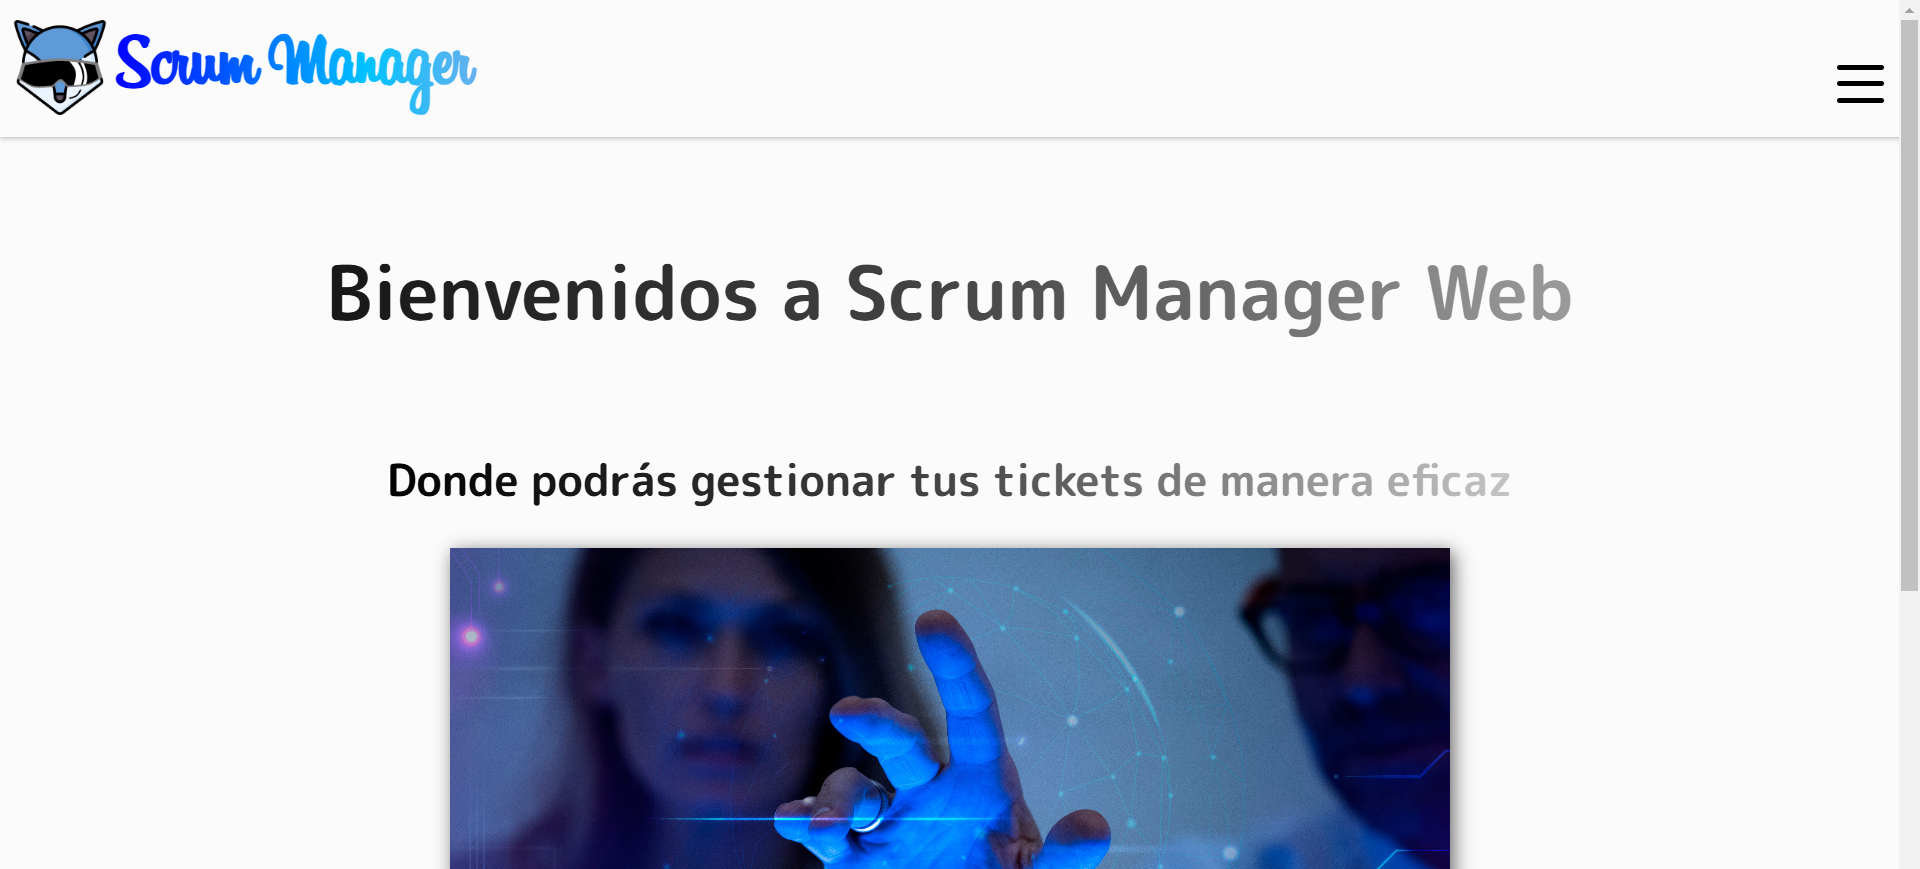 Scrum Manager
Bienvenidos a Scrum Manager Web
Donde podrás gestionar tus tickets de manera eficaz